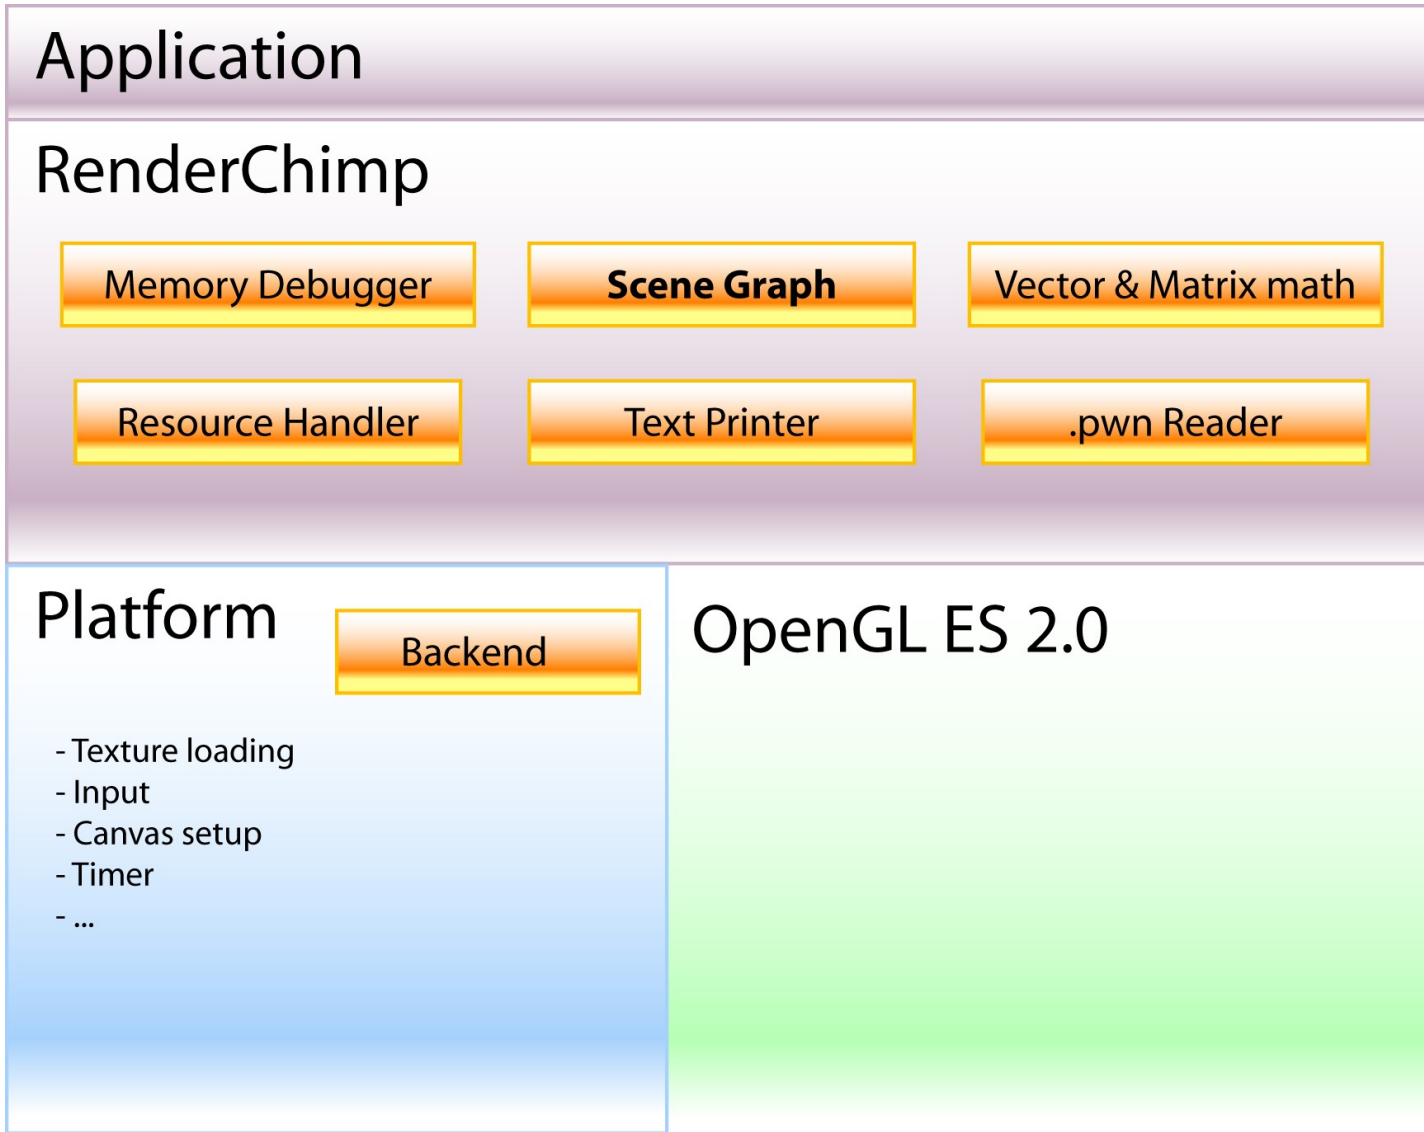 Application
RenderChimp
Memory Debugger
Scene Graph
Vector & Matrix math
Resource Handler
Text Printer
.pwn Reader
Platform
Backend
- Texture loading
- Input
- Canvas setup
- Timer
- ...
OpenGL ES 2.0